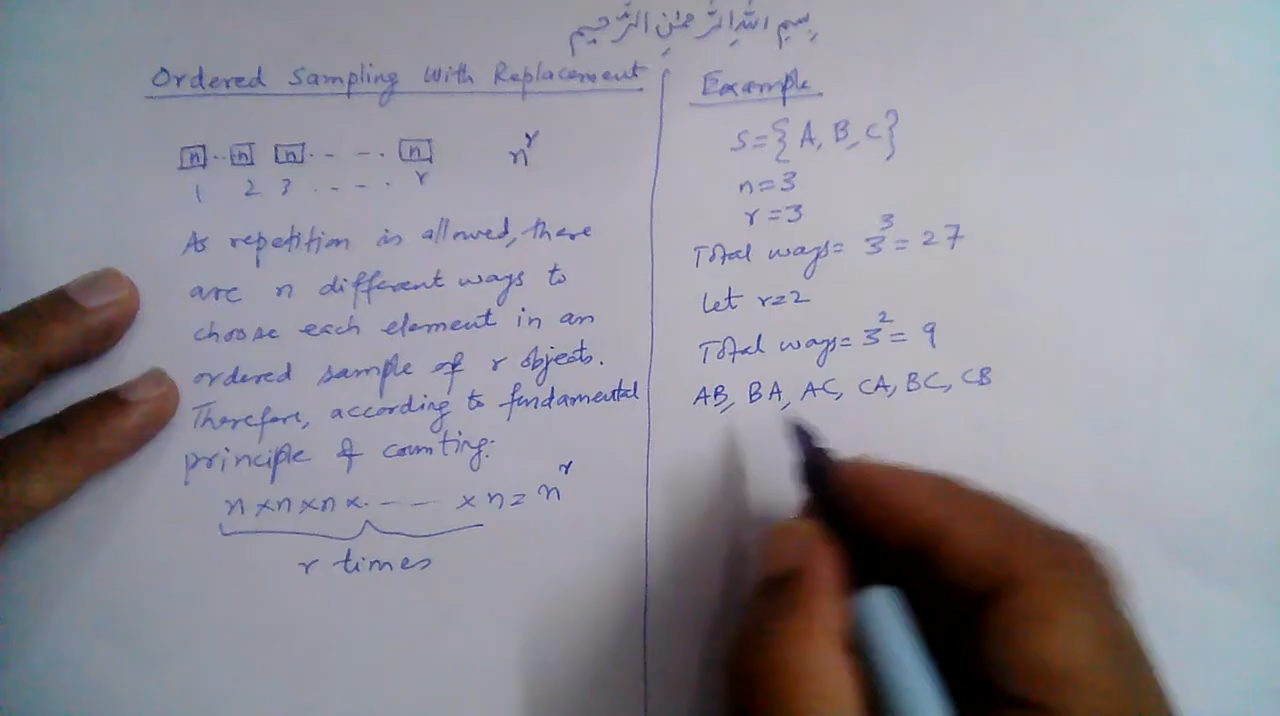 بسم الله الرحمن الرحيم
Ordered Sampling with Replacement
n .. n n . - - . n n^r
1 2 3 . . - - . r
As repetition is allowed, there
are n different ways to
choose each element in an
ordered sample of r objects.
Therefore, according to fundamental
principle of counting:
n × n × n × . - - - × n = n^r
r times
Example
S = { A, B, C }
n = 3
r = 3
Total ways = 3^3 = 27
Let r = 2
Total ways = 3^2 = 9
AB, BA, AC, CA, BC, CB